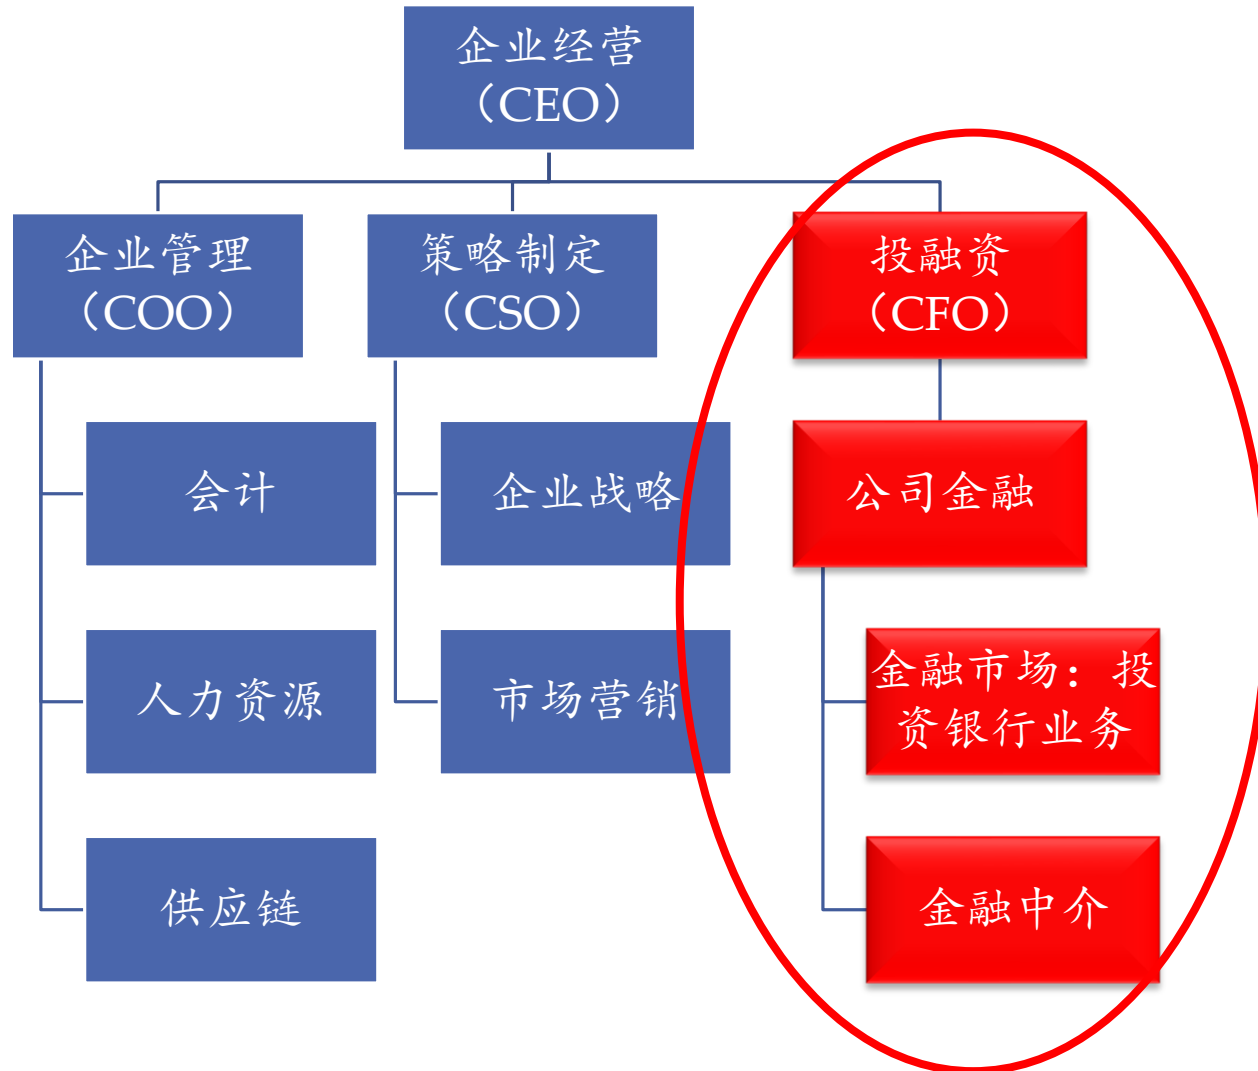 企业经营
（CEO）
企业管理
（COO）
策略制定
（CSO）
投融资
（CFO）
会计
企业战略
公司金融
人力资源
市场营销
金融市场：投
资银行业务
供应链
金融中介